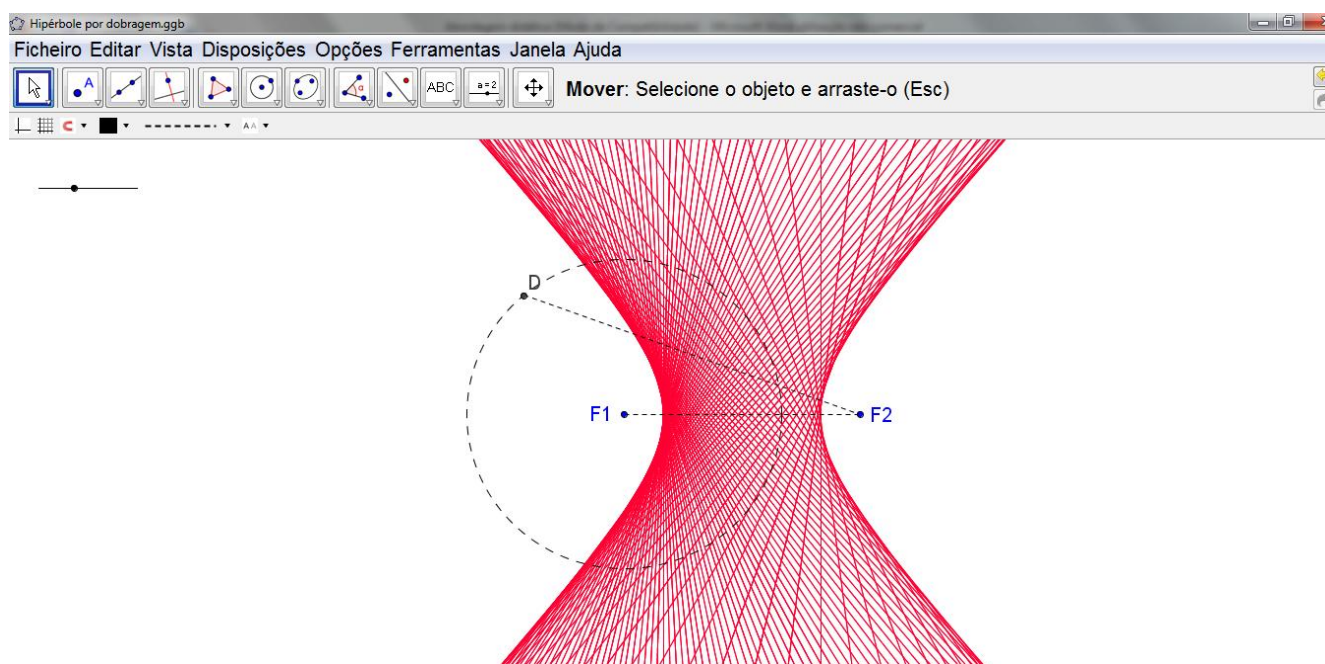 Hipérbole por dobragem.ggb
Ficheiro Editar Vista Disposições Opções Ferramentas Janela Ajuda
A α ABC a=2 Mover: Selecione o objeto e arraste-o (Esc)
AA
D
F1 F2